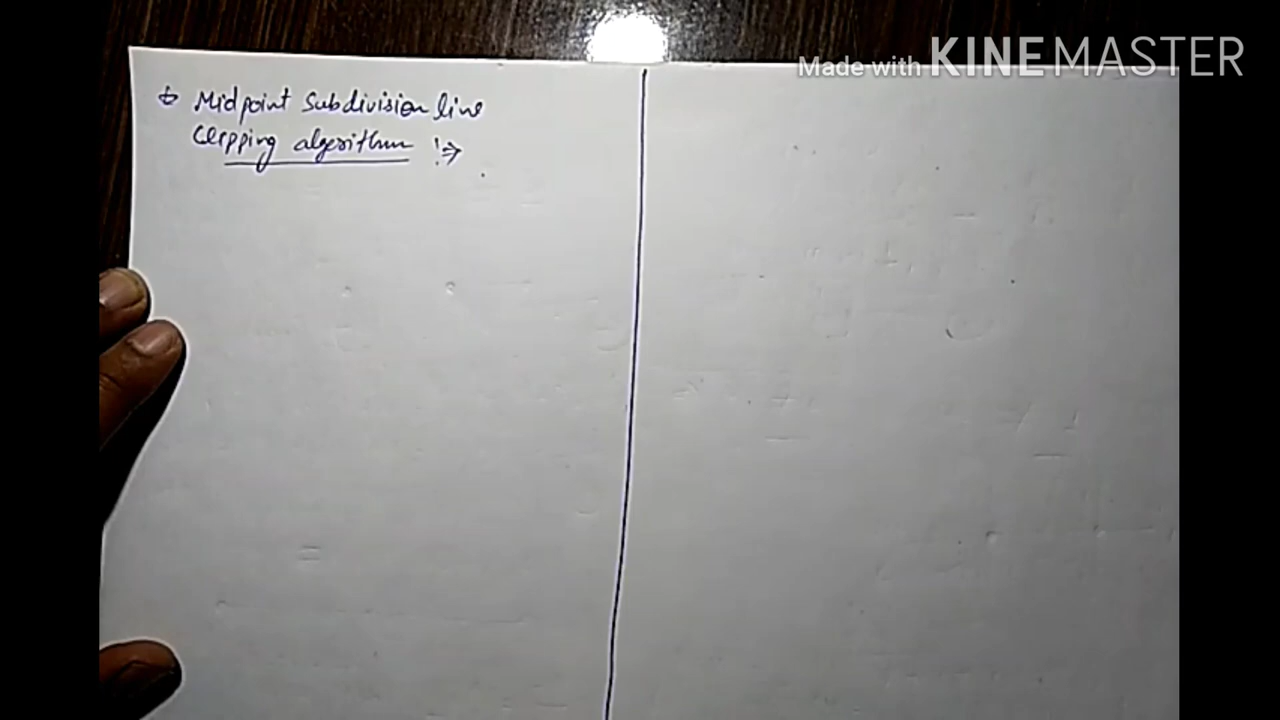 Made with KINEMASTER
Midpoint Subdivision line
Clipping algorithm :⇒